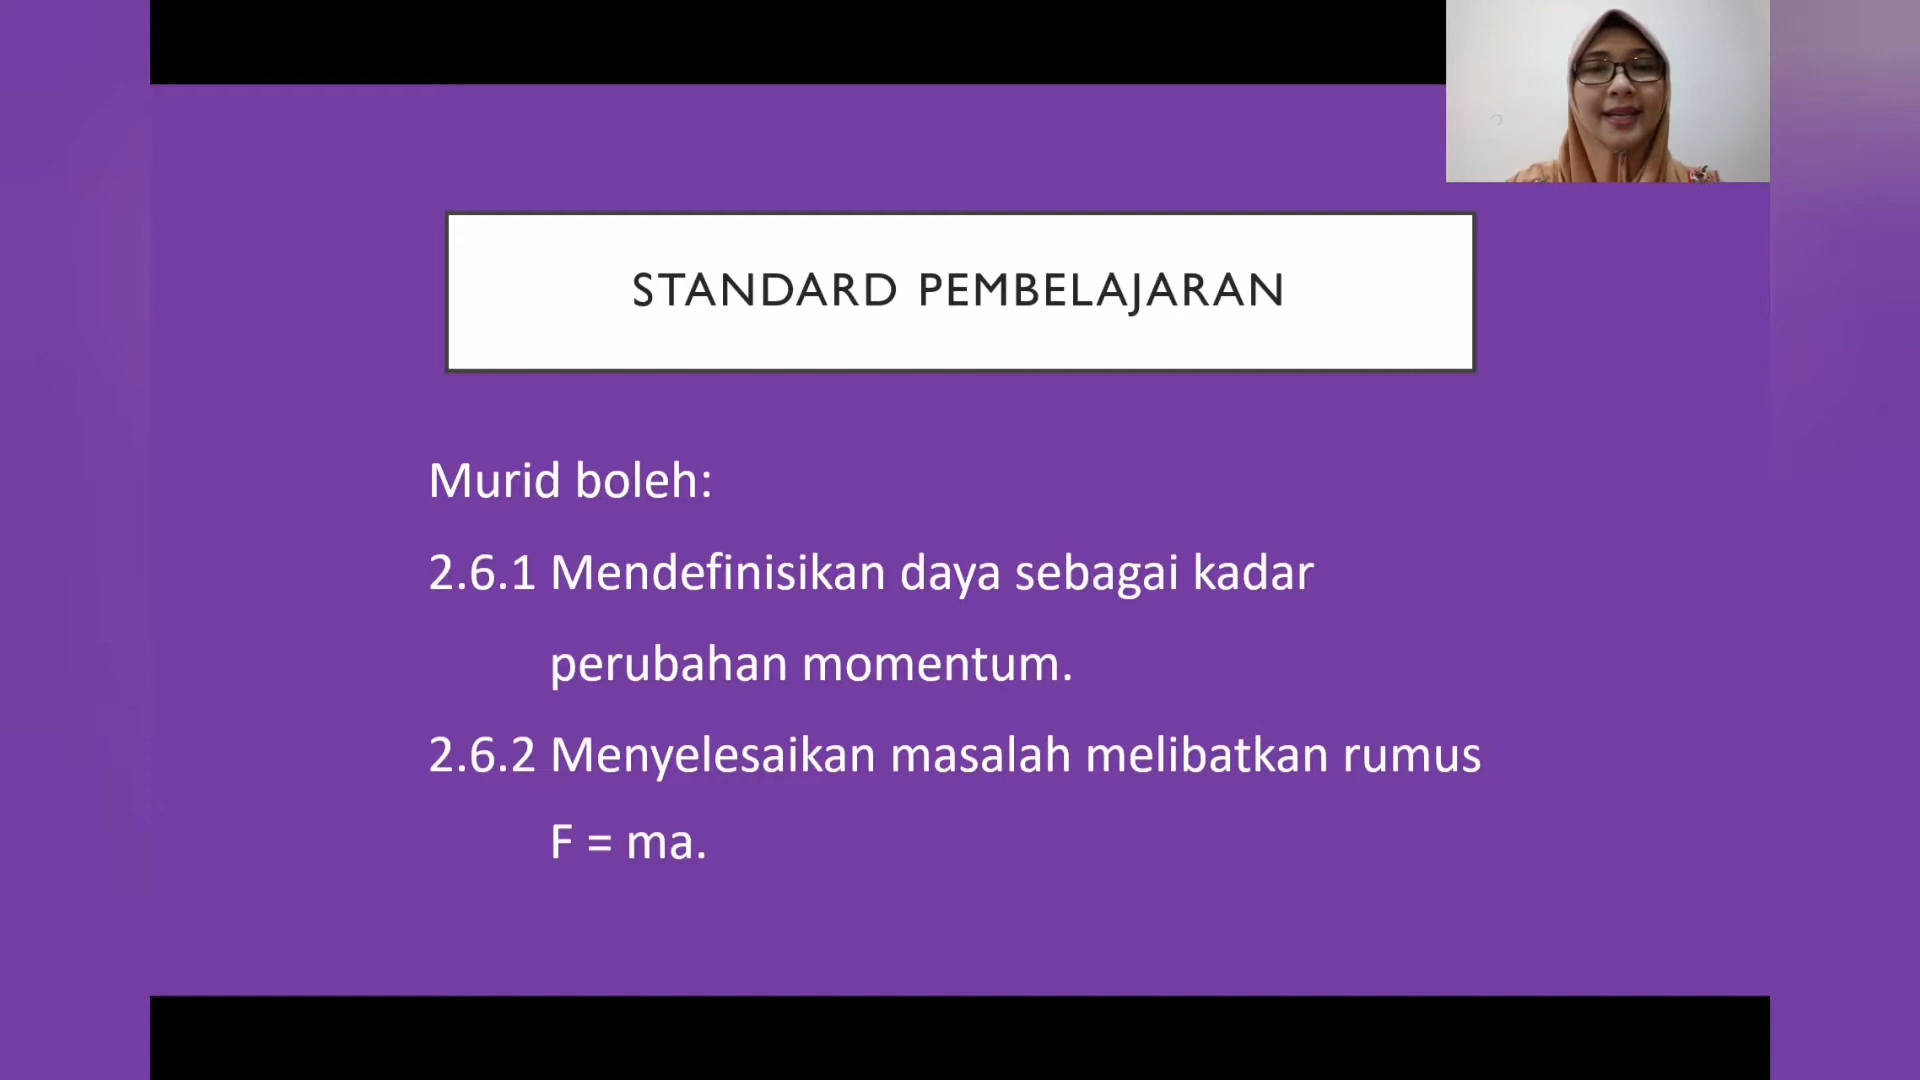 STANDARD PEMBELAJARAN
Murid boleh:
2.6.1 Mendefinisikan daya sebagai kadar
perubahan momentum.
2.6.2 Menyelesaikan masalah melibatkan rumus
F = ma.